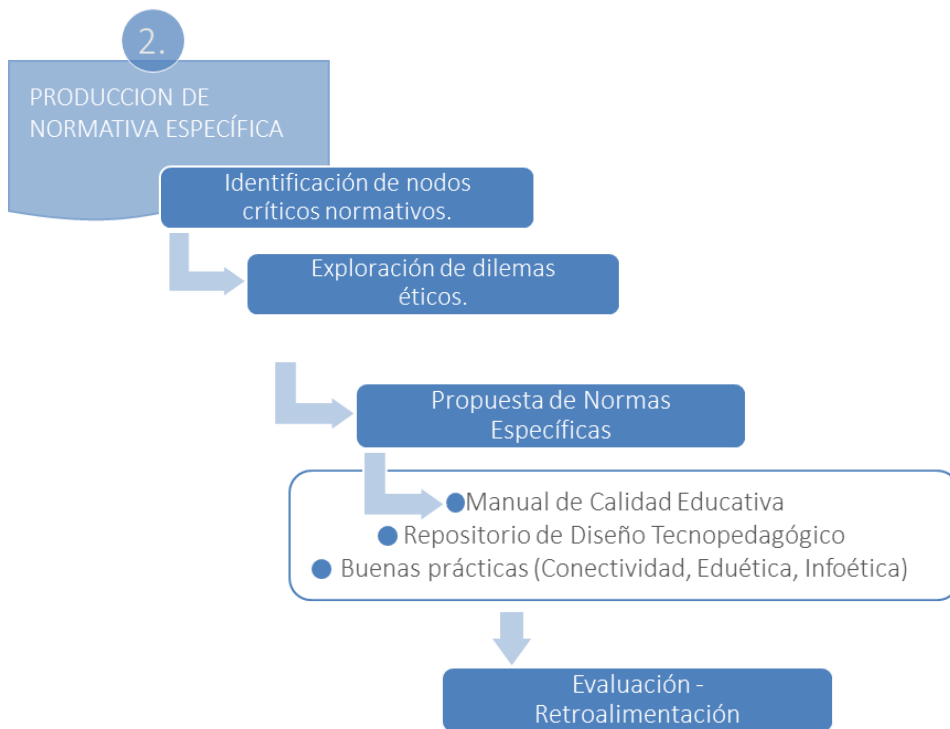 2.
PRODUCCION DE
NORMATIVA ESPECÍFICA
Identificación de nodos
críticos normativos.
Exploración de dilemas
éticos.
Propuesta de Normas
Específicas
●Manual de Calidad Educativa
● Repositorio de Diseño Tecnopedagógico
● Buenas prácticas (Conectividad, Eduética, Infoética)
Evaluación -
Retroalimentación